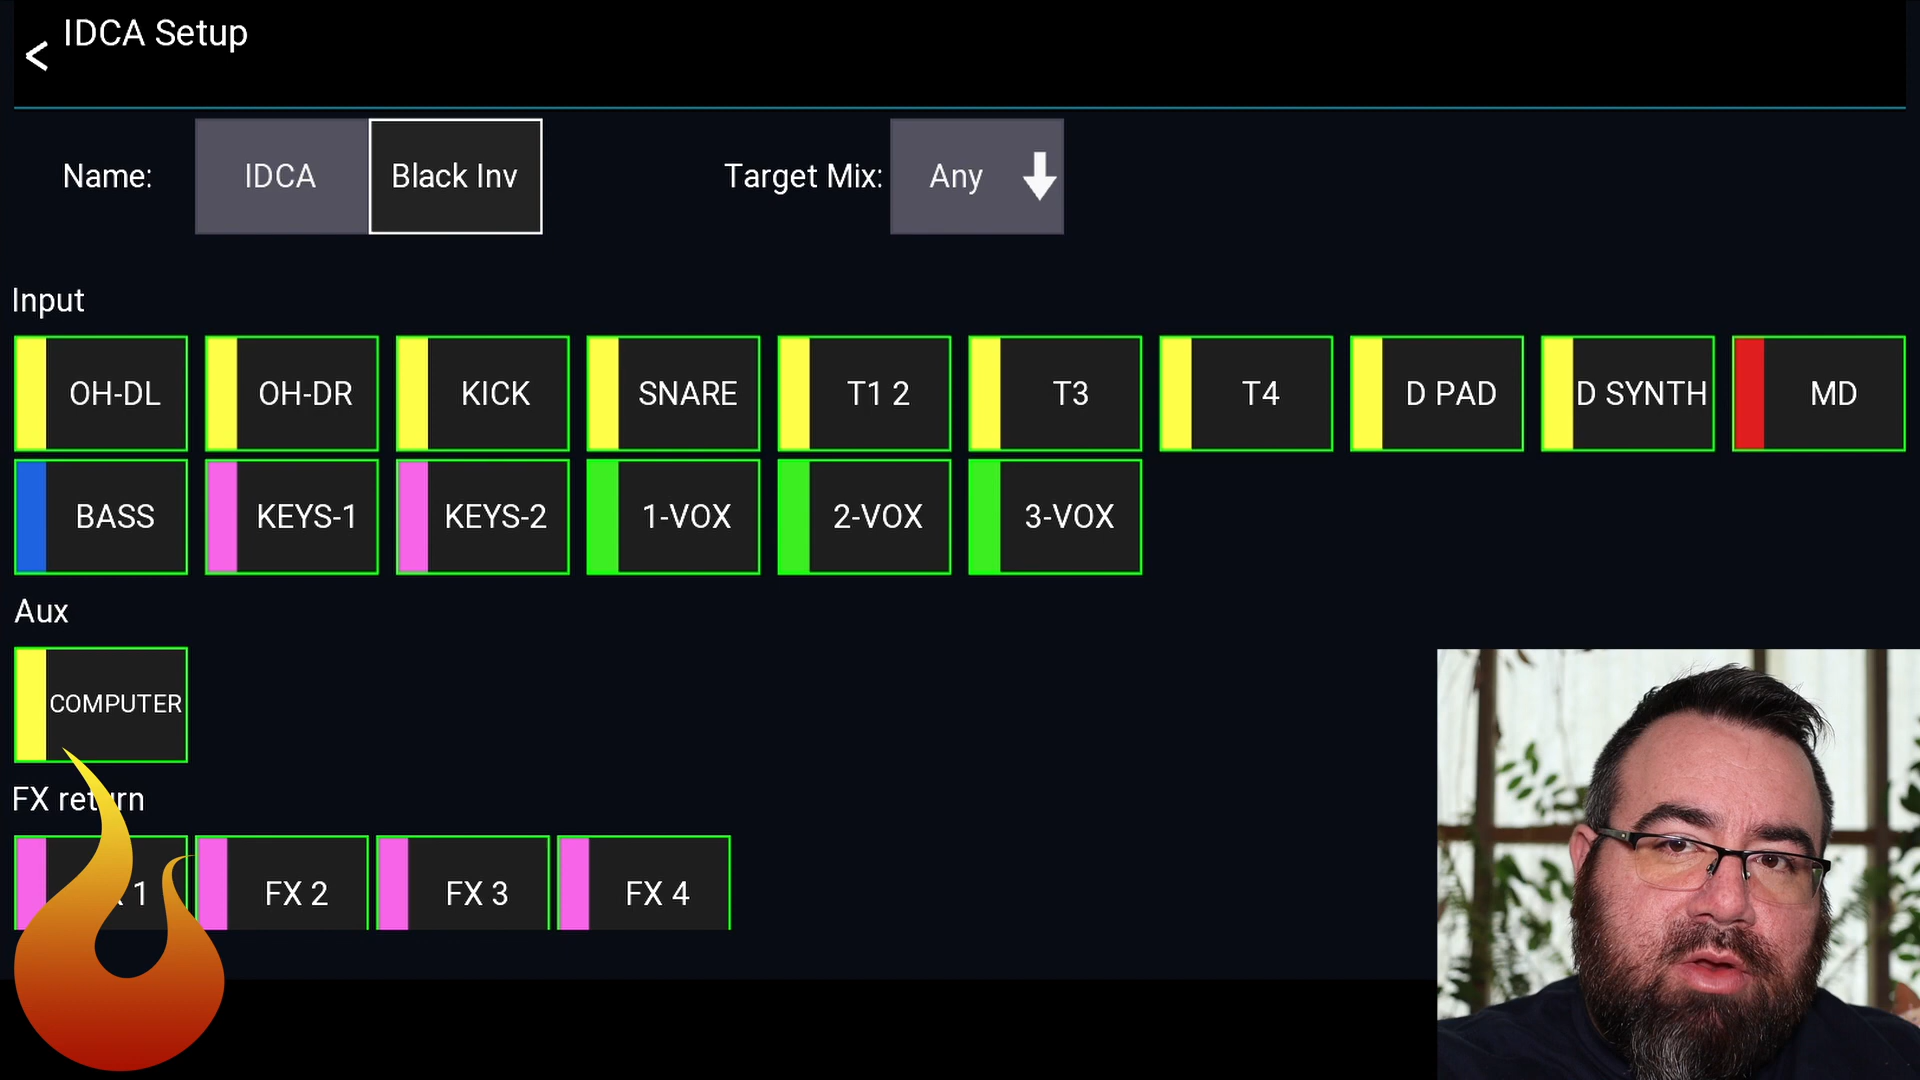 IDCA Setup
Name: IDCA Black Inv Target Mix: Any
Input
OH-DL OH-DR KICK SNARE T1 2 T3 T4 D PAD D SYNTH MD
BASS KEYS-1 KEYS-2 1-VOX 2-VOX 3-VOX
Aux
COMPUTER
FX return
1 FX 2 FX 3 FX 4